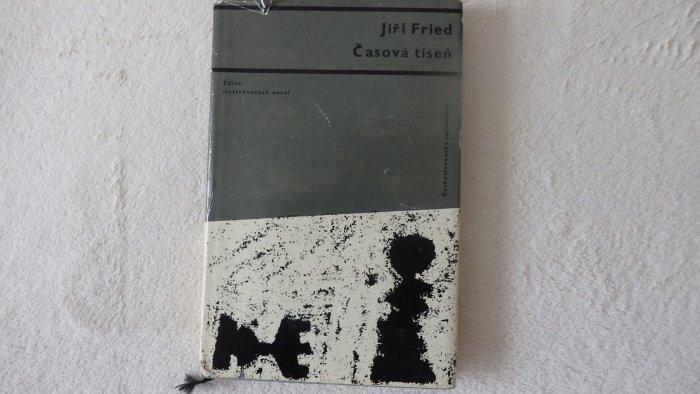 Jiří Fried
Časová tíseň
Edice
ilustrovaných novel
Československý spisovatel